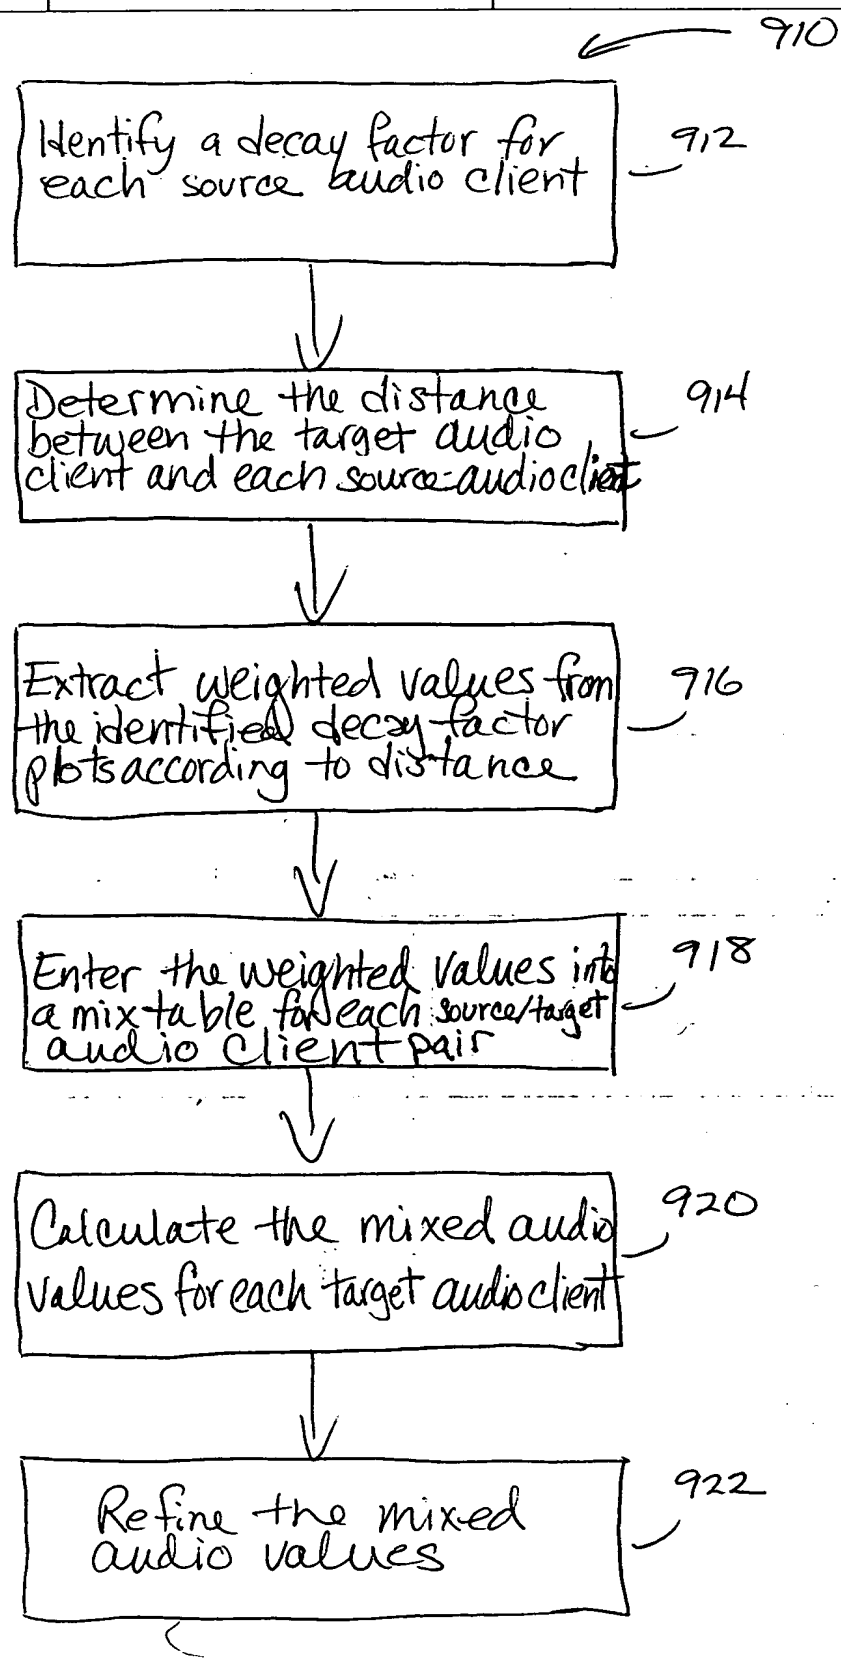 910
Identify a decay factor for
each source audio client
912
Determine the distance
between the target audio
client and each source audio client
914
Extract weighted values from
the identified decay factor
plots according to distance
916
Enter the weighted values into
a mix table for each source/target
audio client pair
918
Calculate the mixed audio
values for each target audio client
920
Refine the mixed
audio values
922